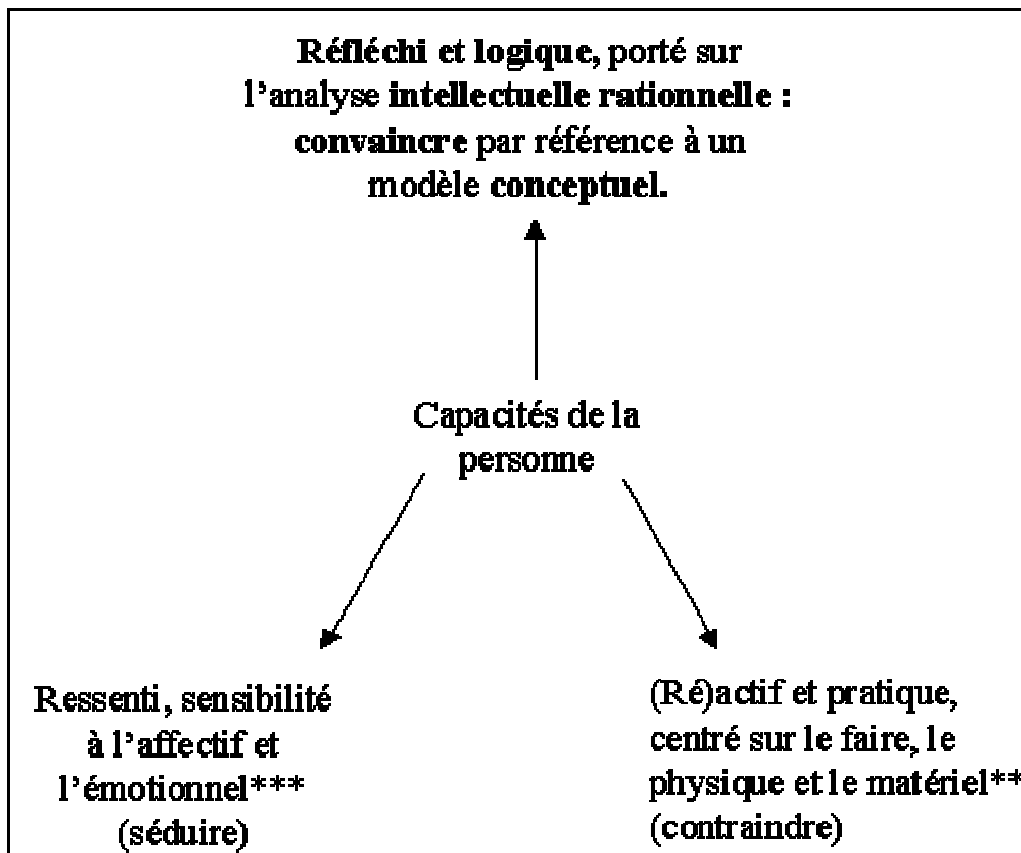 Réfléchi et logique, porté sur
l’analyse intellectuelle rationnelle :
convaincre par référence à un
modèle conceptuel.
Capacités de la
personne
Ressenti, sensibilité
à l’affectif et
l’émotionnel***
(séduire)
(Ré)actif et pratique,
centré sur le faire, le
physique et le matériel**
(contraindre)